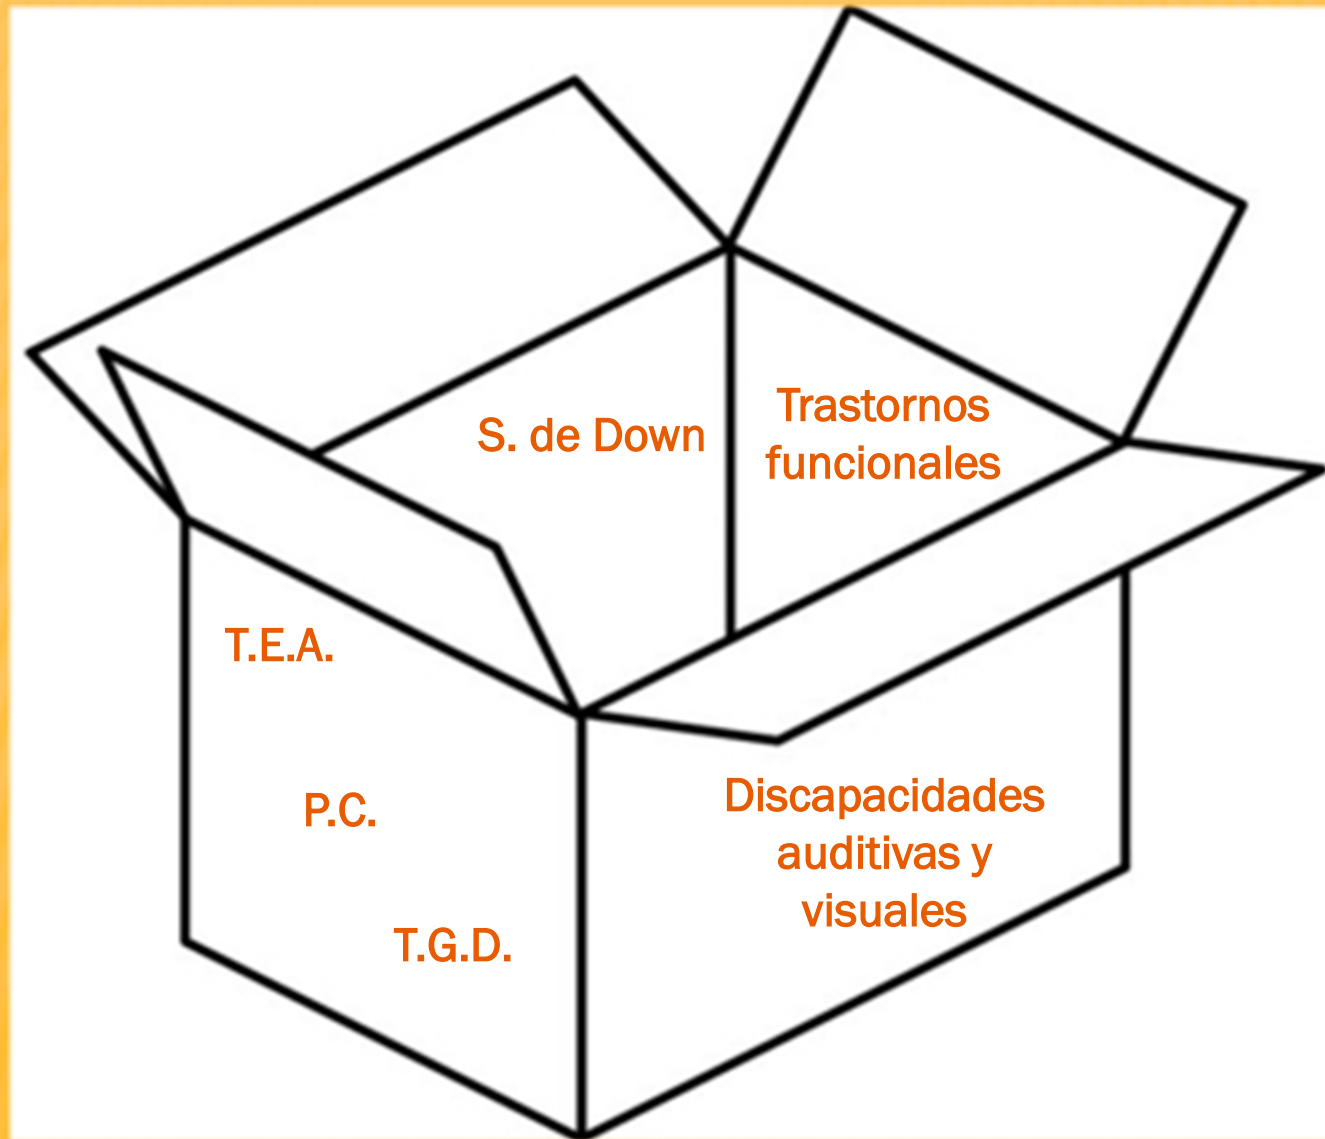 S. de Down
Trastornos
funcionales
T.E.A.
P.C.
T.G.D.
Discapacidades
auditivas y
visuales